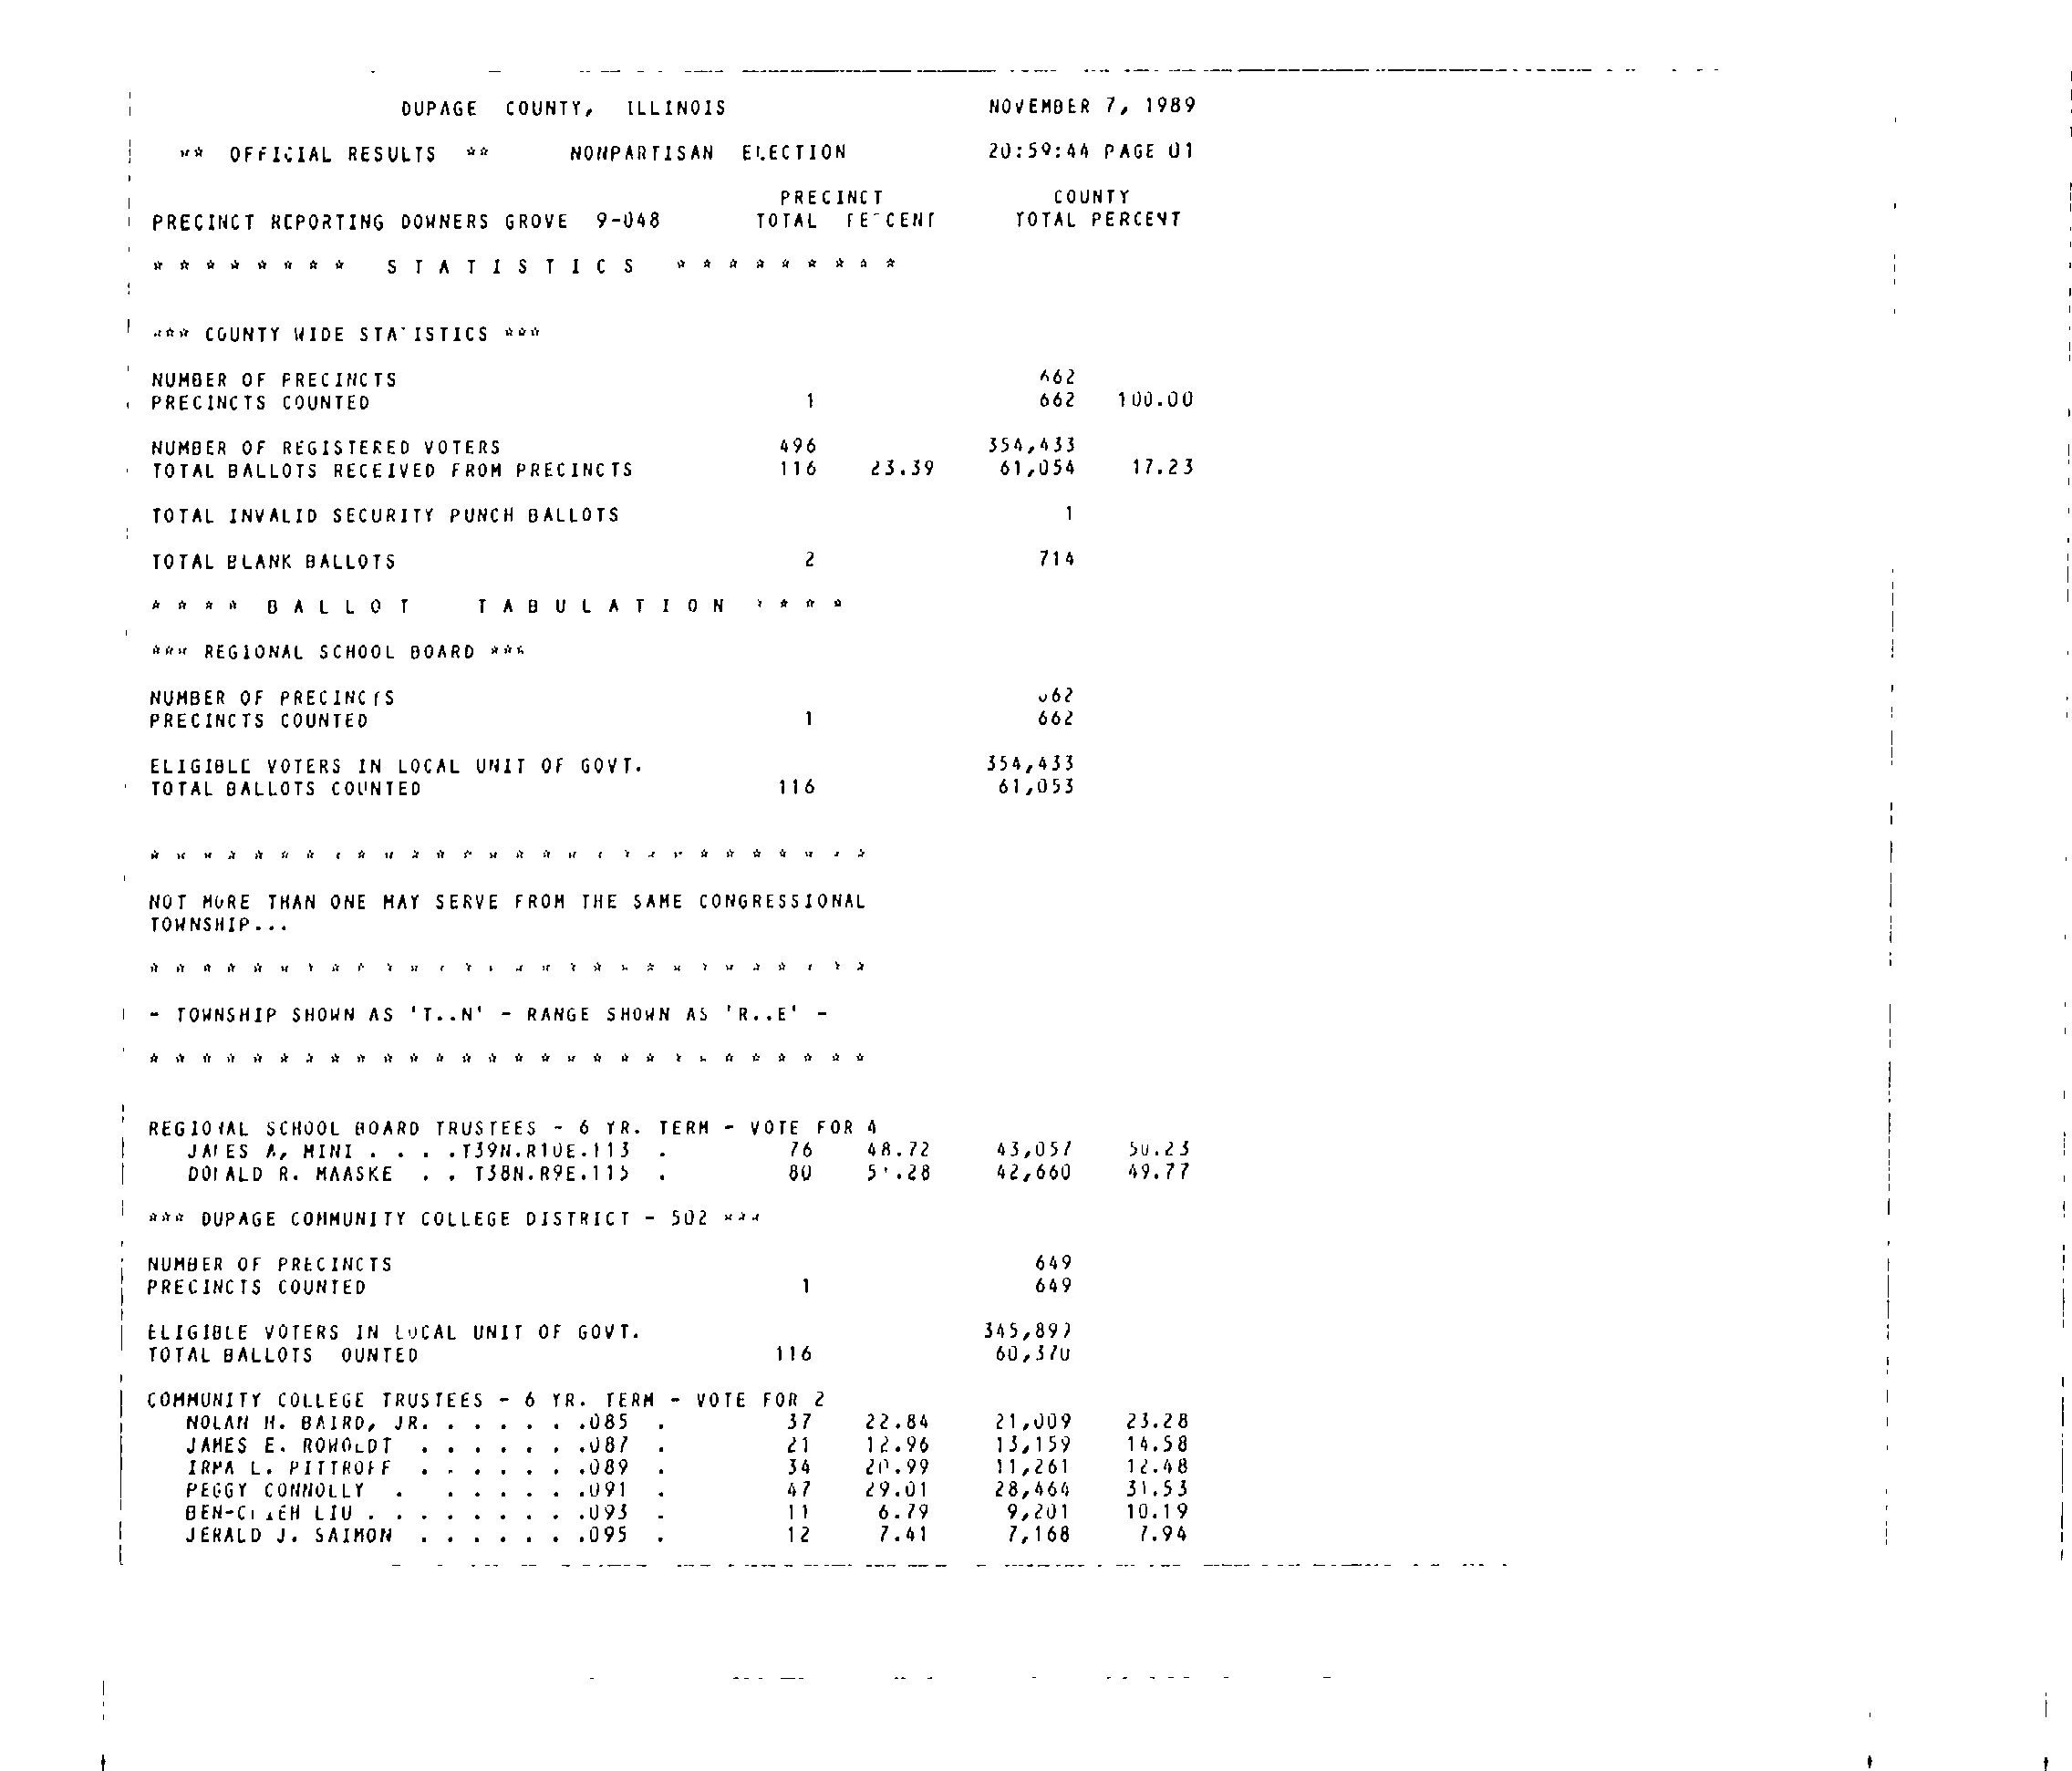 DUPAGE COUNTY, ILLINOIS NOVEMBER 7, 1989
** OFFICIAL RESULTS ** NONPARTISAN ELECTION 20:59:44 PAGE 01
PRECINCT COUNTY
PRECINCT REPORTING DOWNERS GROVE 9-048 TOTAL PERCENT TOTAL PERCENT
* * * * * * * * S T A T I S T I C S * * * * * * * * *
*** COUNTY WIDE STATISTICS ***
NUMBER OF PRECINCTS 662
PRECINCTS COUNTED 1 662 100.00
NUMBER OF REGISTERED VOTERS 496 354,433
TOTAL BALLOTS RECEIVED FROM PRECINCTS 116 23.39 61,054 17.23
TOTAL INVALID SECURITY PUNCH BALLOTS 1
TOTAL BLANK BALLOTS 2 714
* * * * B A L L O T T A B U L A T I O N * * * *
*** REGIONAL SCHOOL BOARD ***
NUMBER OF PRECINCTS 662
PRECINCTS COUNTED 1 662
ELIGIBLE VOTERS IN LOCAL UNIT OF GOVT. 354,433
TOTAL BALLOTS COUNTED 116 61,053
* * * * * * * * * * * * * * * * * * * * * * * * * * * *
NOT MORE THAN ONE MAY SERVE FROM THE SAME CONGRESSIONAL
TOWNSHIP...
* * * * * * * * * * * * * * * * * * * * * * * * * * * *
- TOWNSHIP SHOWN AS 'T..N' - RANGE SHOWN AS 'R..E' -
* * * * * * * * * * * * * * * * * * * * * * * * * * * *
REGIONAL SCHOOL BOARD TRUSTEES - 6 YR. TERM - VOTE FOR 4
JAMES A. MINI . . . .T39N.R10E.113 . 76 48.72 43,057 50.23
DONALD R. MAASKE . . T38N.R9E.115 . 80 51.28 42,660 49.77
*** DUPAGE COMMUNITY COLLEGE DISTRICT - 502 ***
NUMBER OF PRECINCTS 649
PRECINCTS COUNTED 1 649
ELIGIBLE VOTERS IN LOCAL UNIT OF GOVT.
TOTAL BALLOTS COUNTED 116 60,370
COMMUNITY COLLEGE TRUSTEES - 6 YR. TERM - VOTE FOR 2
NOLAN H. BAIRD, JR. . . . . . .085 . 37 22.84 21,009 23.28
JAMES E. ROWOLDT . . . . . . .087 . 21 12.96 13,159 14.58
IRMA L. PITTROFF . . . . . . .089 . 34 20.99 11,261 12.48
PEGGY CONNOLLY . . . . . . .091 . 47 29.01 28,464 31.53
LIU . . . . . . . . .093 . 11 6.79 9,201 10.19
JERALD J. SAIMON . . . . . . .095 . 12 7.41 7,168 7.94